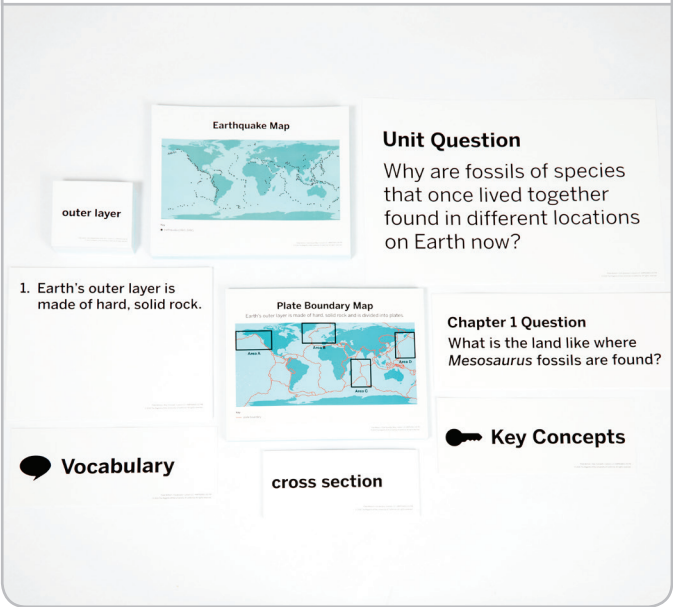 Earthquake Map
Unit Question
Why are fossils of species
that once lived together
found in different locations
on Earth now?
outer layer
1. Earth's outer layer is
made of hard, solid rock.
Plate Boundary Map
Earth's outer layer is made of hard, solid rock and is divided into plates.
Area A
Area B
Area C
Area D
Chapter 1 Question
What is the land like where
Mesosaurus fossils are found?
Vocabulary
cross section
Key Concepts